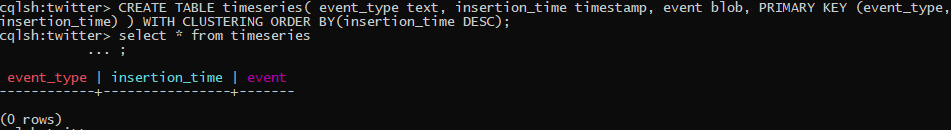 cqlsh:twitter> CREATE TABLE timeseries( event_type text, insertion_time timestamp, event blob, PRIMARY KEY (event_type,
insertion_time) ) WITH CLUSTERING ORDER BY(insertion_time DESC);
cqlsh:twitter> select * from timeseries
... ;
event_type | insertion_time | event
------------+----------------+-------
(0 rows)